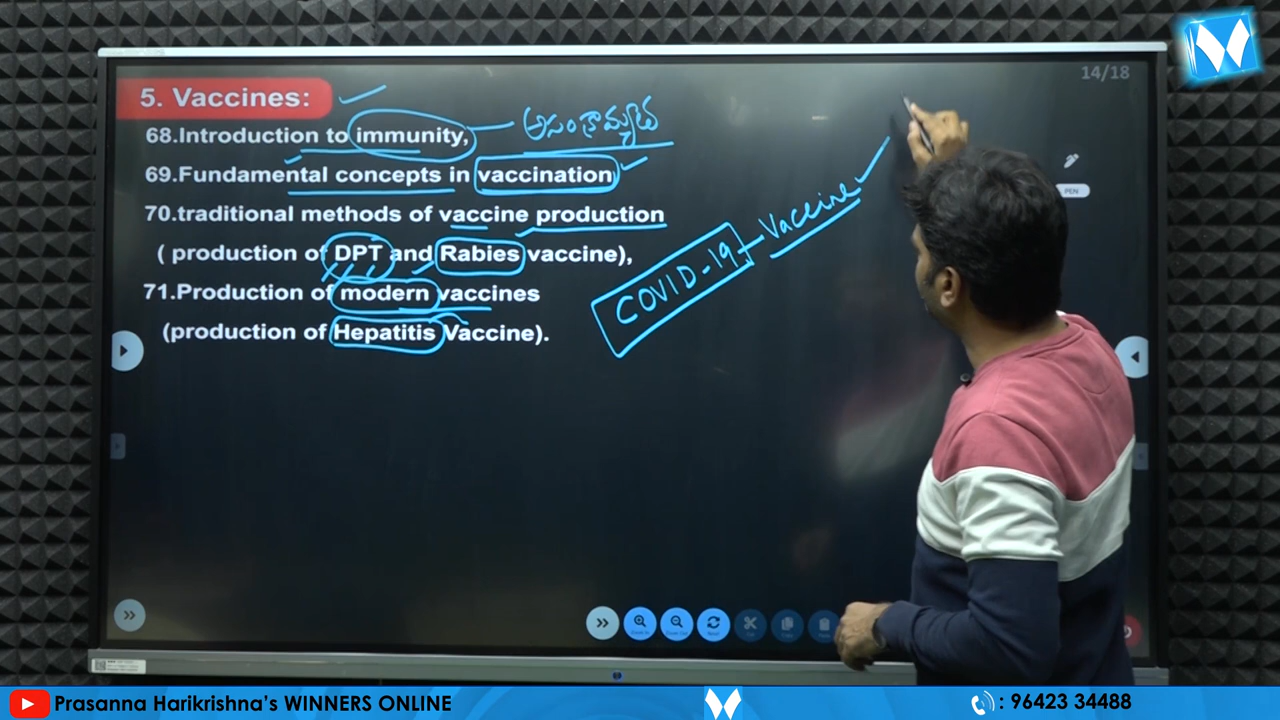 14/18
5. Vaccines:
68.Introduction to immunity,
69.Fundamental concepts in vaccination
70.traditional methods of vaccine production
( production of DPT and Rabies vaccine),
71.Production of modern vaccines
(production of Hepatitis Vaccine).
COVID-19 - Vaccine
PEN
Prasanna Harikrishna's WINNERS ONLINE
: 96423 34488